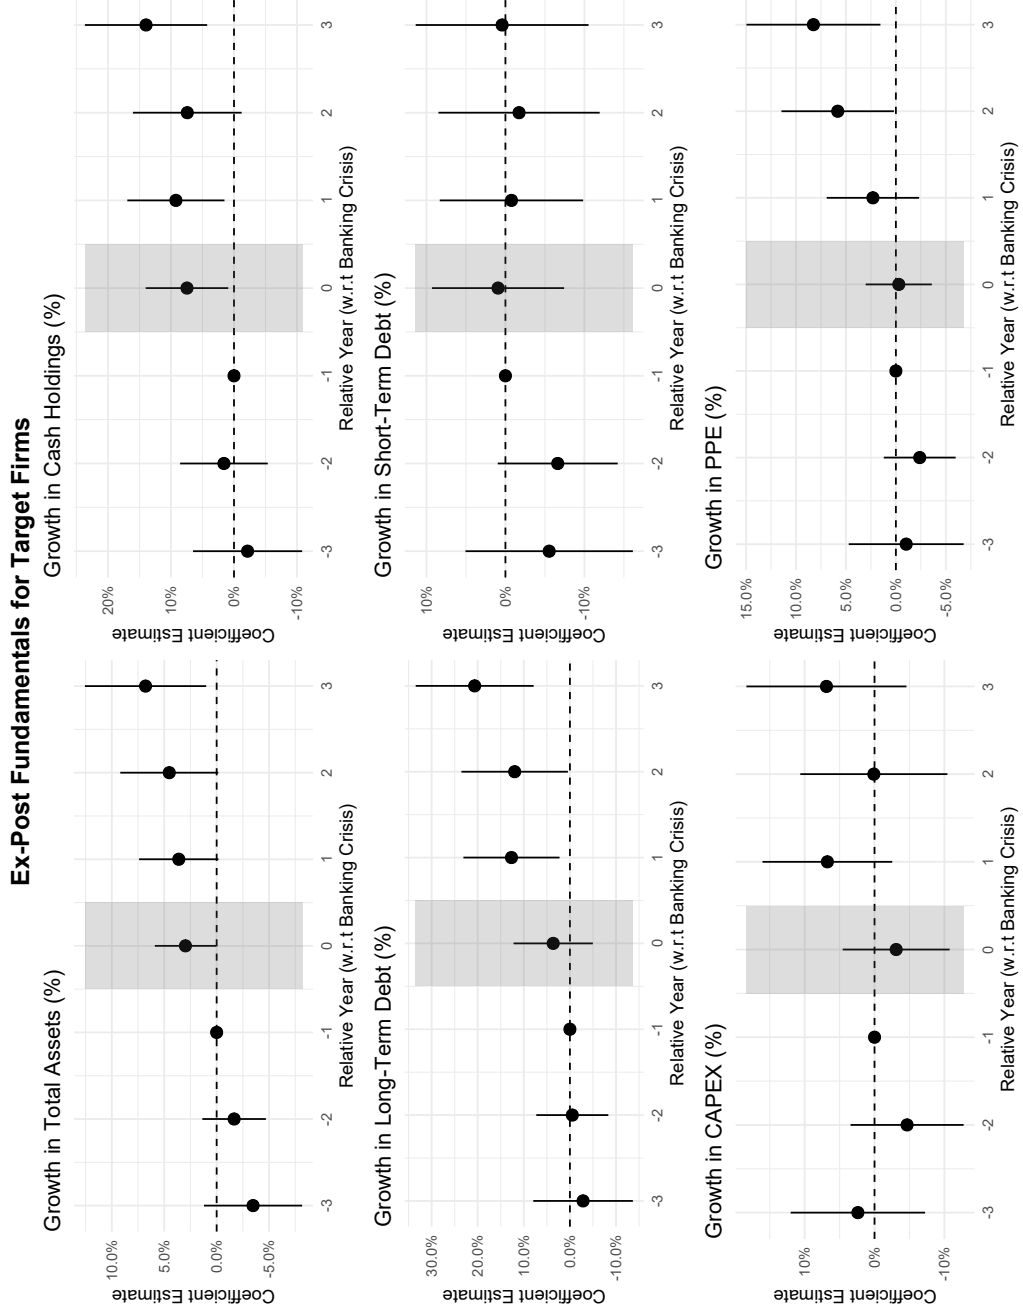 Ex-Post Fundamentals for Target Firms
Growth in Total Assets (%)
Coefficient Estimate
10.0%
5.0%
0.0%
-5.0%
-3 -2 -1 0 1 2 3
Relative Year (w.r.t Banking Crisis)
Growth in Cash Holdings (%)
Coefficient Estimate
20%
10%
0%
-10%
-3 -2 -1 0 1 2 3
Relative Year (w.r.t Banking Crisis)
Growth in Long-Term Debt (%)
Coefficient Estimate
30.0%
20.0%
10.0%
0.0%
-10.0%
-3 -2 -1 0 1 2 3
Relative Year (w.r.t Banking Crisis)
Growth in Short-Term Debt (%)
Coefficient Estimate
10%
0%
-10%
-3 -2 -1 0 1 2 3
Relative Year (w.r.t Banking Crisis)
Growth in CAPEX (%)
Coefficient Estimate
10%
0%
-10%
-3 -2 -1 0 1 2 3
Relative Year (w.r.t Banking Crisis)
Growth in PPE (%)
Coefficient Estimate
15.0%
10.0%
5.0%
0.0%
-5.0%
-3 -2 -1 0 1 2 3
Relative Year (w.r.t Banking Crisis)